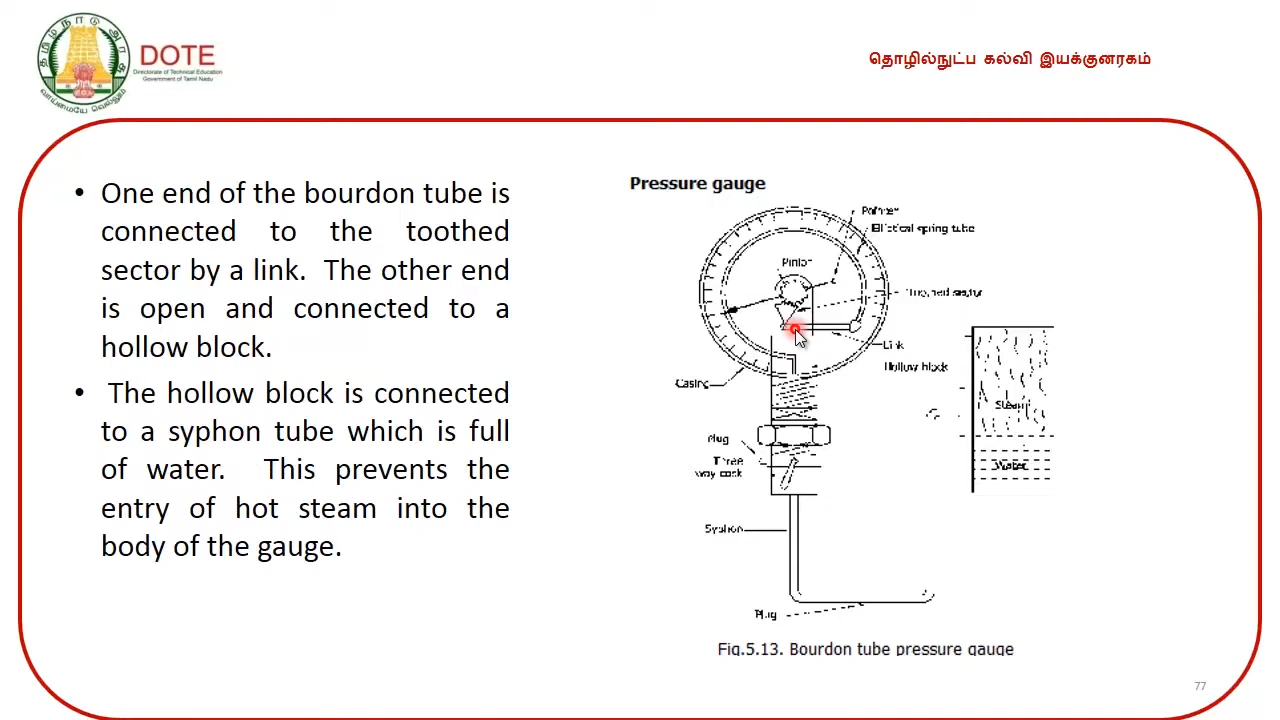 தமிழ் நாடு அரசு
வாய்மையே வெல்லும்
DOTE
Directorate of Technical Education
Government of Tamil Nadu
தொழில்நுட்ப கல்வி இயக்குனரகம்
• One end of the bourdon tube is
connected to the toothed
sector by a link. The other end
is open and connected to a
hollow block.
• The hollow block is connected
to a syphon tube which is full
of water. This prevents the
entry of hot steam into the
body of the gauge.
Pressure gauge
Pointer
Elliptical spring tube
Pinion
Toothed sector
Link
Hollow block
Casing
Steam
Plug
Three
way cock
Water
Syphon
Plug
Fig.5.13. Bourdon tube pressure gauge
77